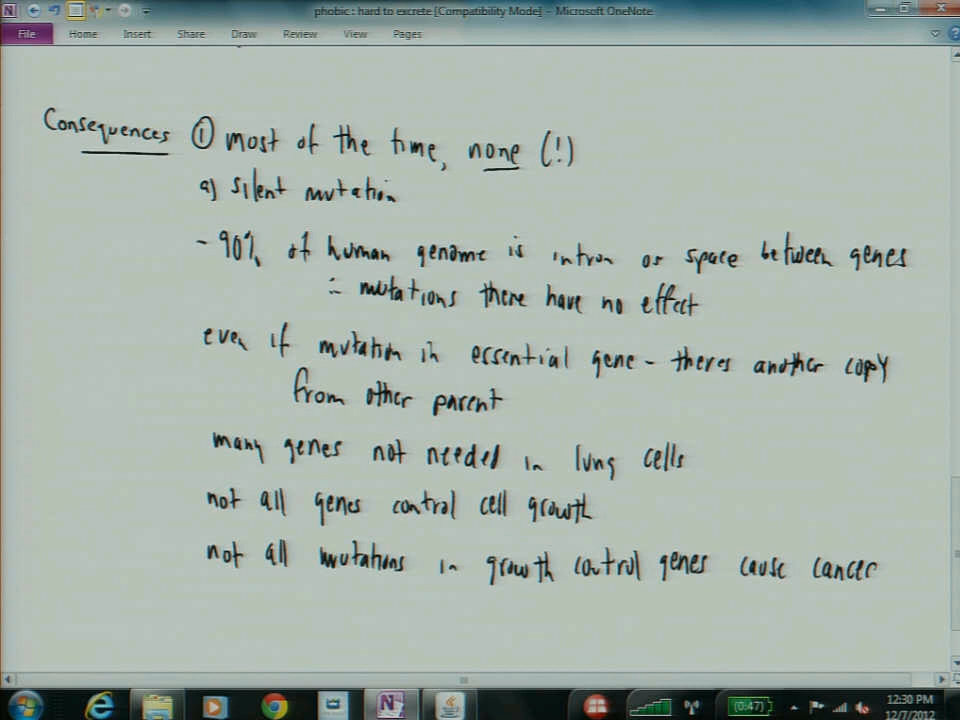 phobic : hard to excrete [Compatibility Mode] - Microsoft OneNote
File Home Insert Share Draw Review View Pages
Consequences ① most of the time, none (!)
a) silent mutation
- 90% of human genome is intron or space between genes
∴ mutations there have no effect
even if mutation in essential gene - theres another copy
from other parent
many genes not needed in lung cells
not all genes control cell growth
not all mutations in growth control genes cause cancer
(0:47)
12:30 PM
12/7/2012